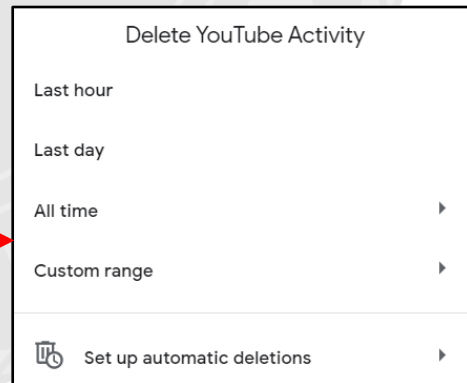 Delete YouTube Activity
Last hour
Last day
All time
Custom range
Set up automatic deletions